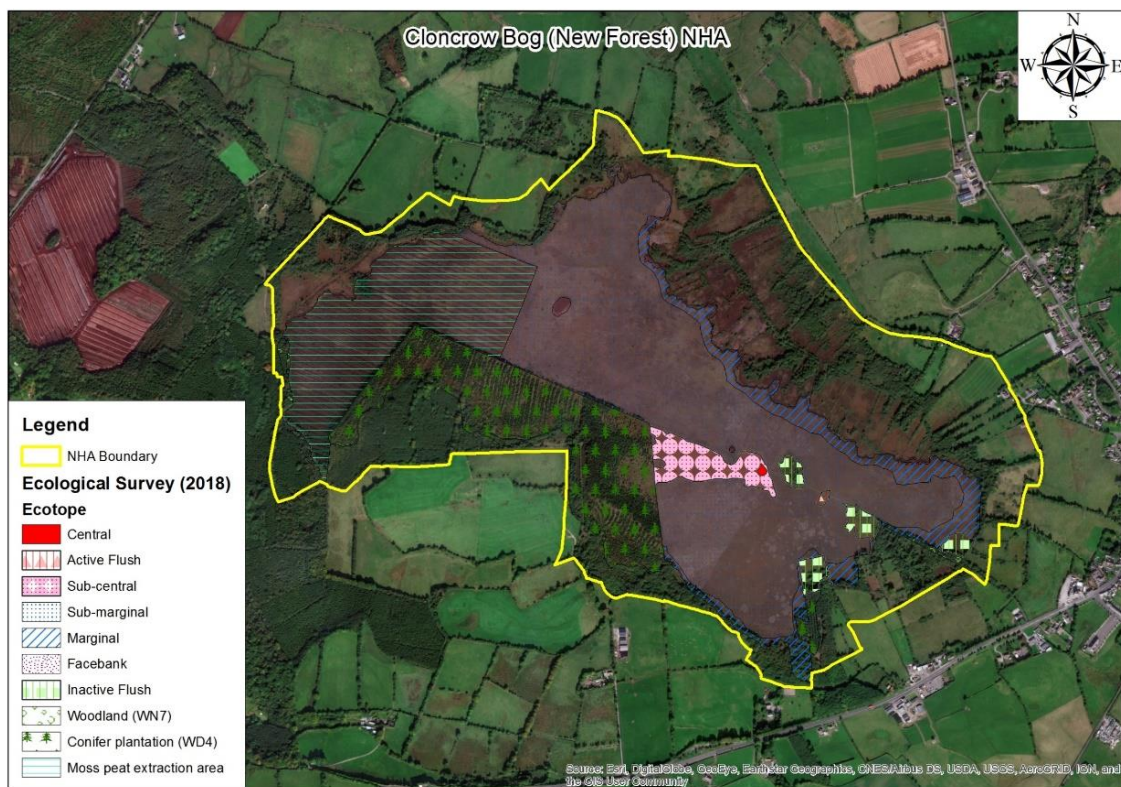 Cloncrow Bog (New Forest) NHA
N
W E
S
Legend
NHA Boundary
Ecological Survey (2018)
Ecotope
Central
Active Flush
Sub-central
Sub-marginal
Marginal
Facebank
Inactive Flush
Woodland (WN7)
Conifer plantation (WD4)
Moss peat extraction area
Source: Esri, DigitalGlobe, GeoEye, Earthstar Geographics, CNES/Airbus DS, USDA, USGS, AeroGRID, IGN, and
the GIS User Community